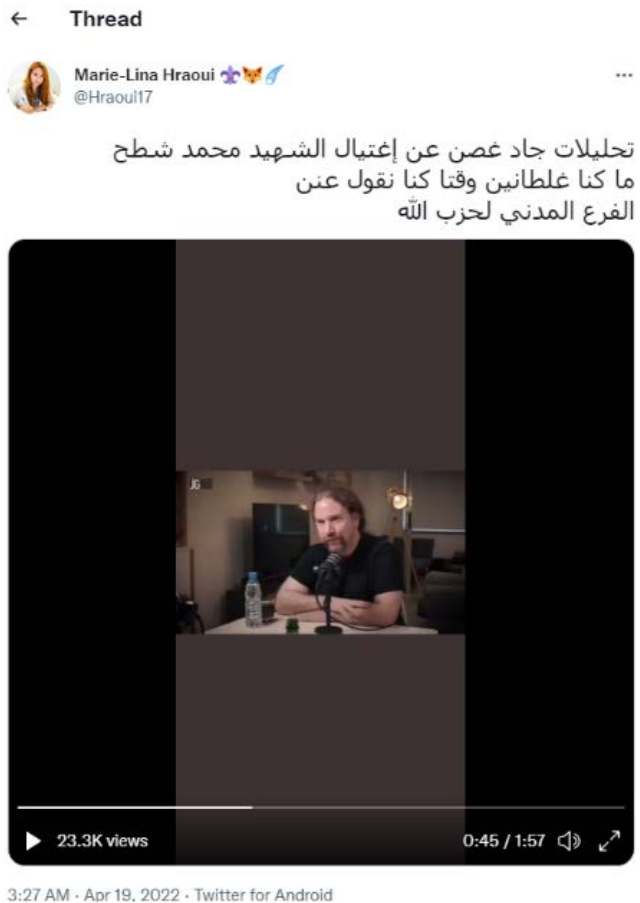 Thread
Marie-Lina Hraoui ⚜️🦊☄️
@Hraoui17
تحليلات جاد غصن عن إغتيال الشهيد محمد شطح
ما كنا غلطانين وقتا كنا نقول عنن
الفرع المدني لحزب الله
JG
23.3K views
0:45 / 1:57
3:27 AM · Apr 19, 2022 · Twitter for Android